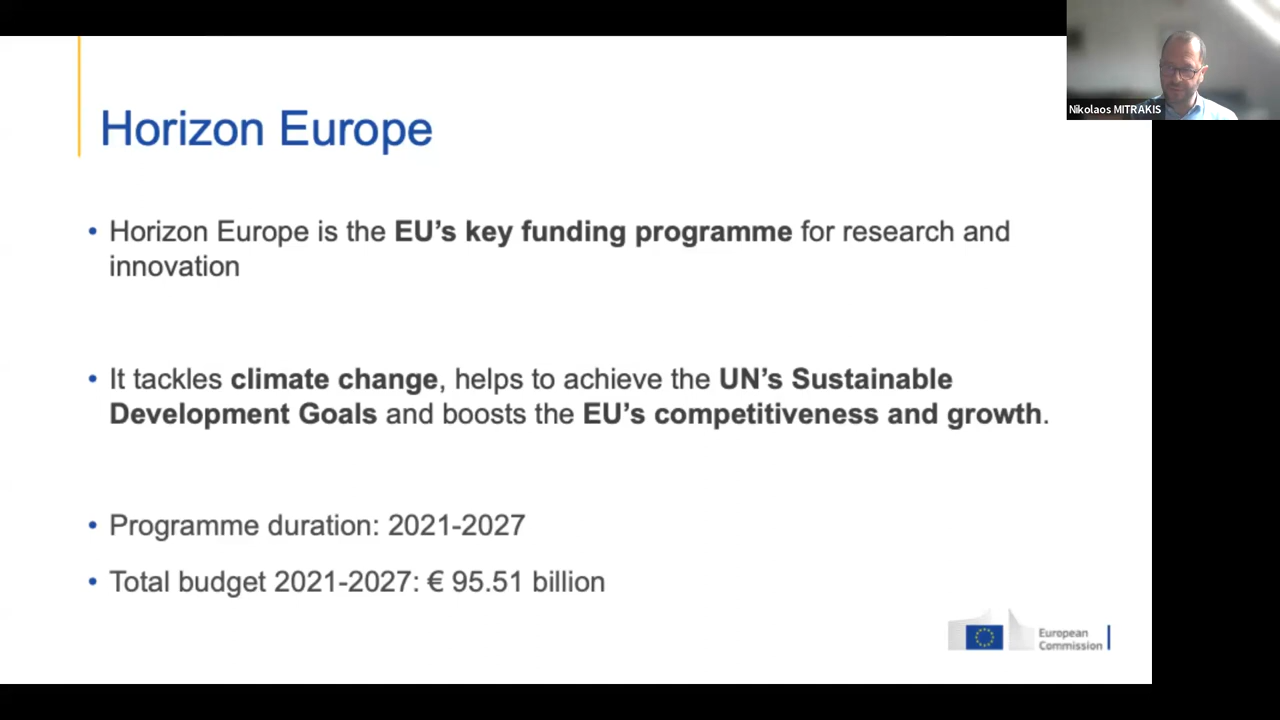 Nikolaos MITRAKIS
Horizon Europe
• Horizon Europe is the EU’s key funding programme for research and
innovation
• It tackles climate change, helps to achieve the UN’s Sustainable
Development Goals and boosts the EU’s competitiveness and growth.
• Programme duration: 2021-2027
• Total budget 2021-2027: € 95.51 billion
European
Commission